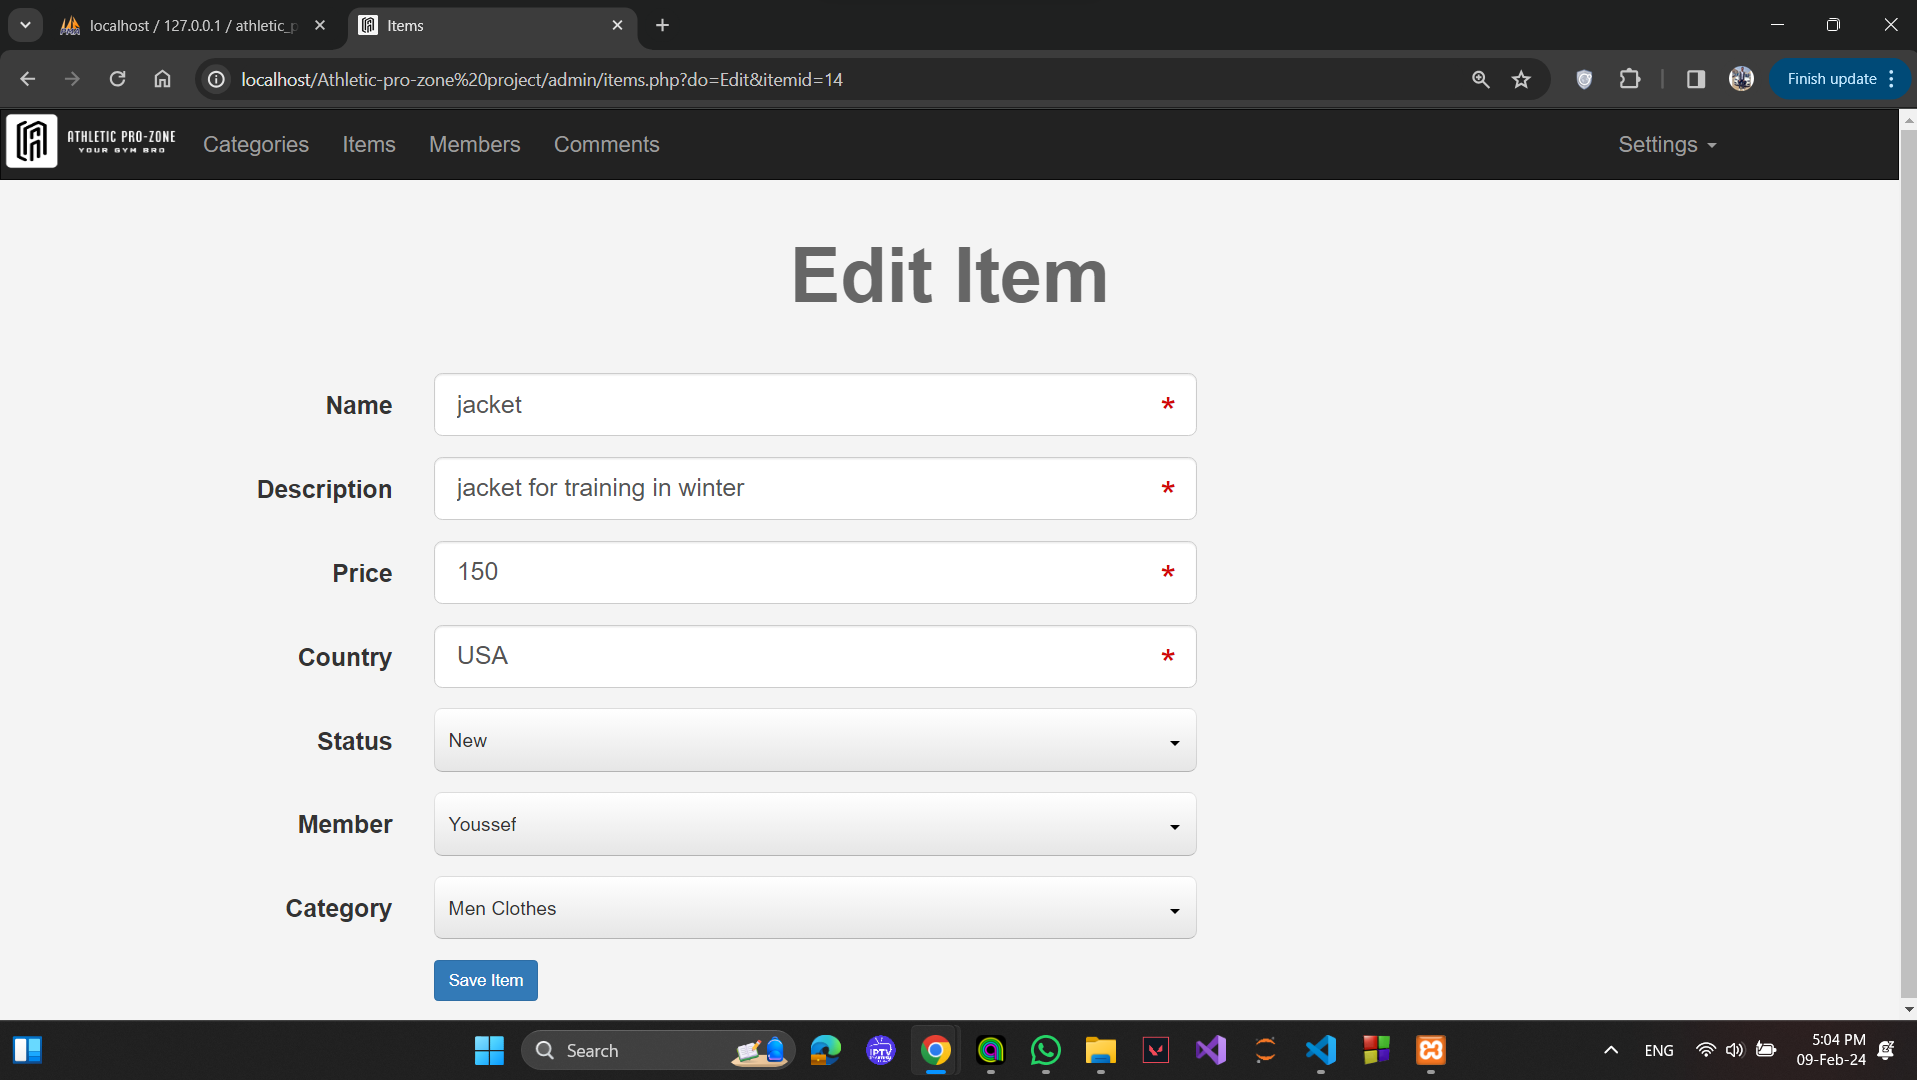 localhost / 127.0.0.1 / athletic_p
Items
localhost/Athletic-pro-zone%20project/admin/items.php?do=Edit&itemid=14
Finish update
ATHLETIC PRO-ZONE
YOUR GYM BRO
Categories
Items
Members
Comments
Settings
Edit Item
Name
jacket
*
Description
jacket for training in winter
*
Price
150
*
Country
USA
*
Status
New
Member
Youssef
Category
Men Clothes
Save Item
Search
IPTV
ENG
5:04 PM
09-Feb-24